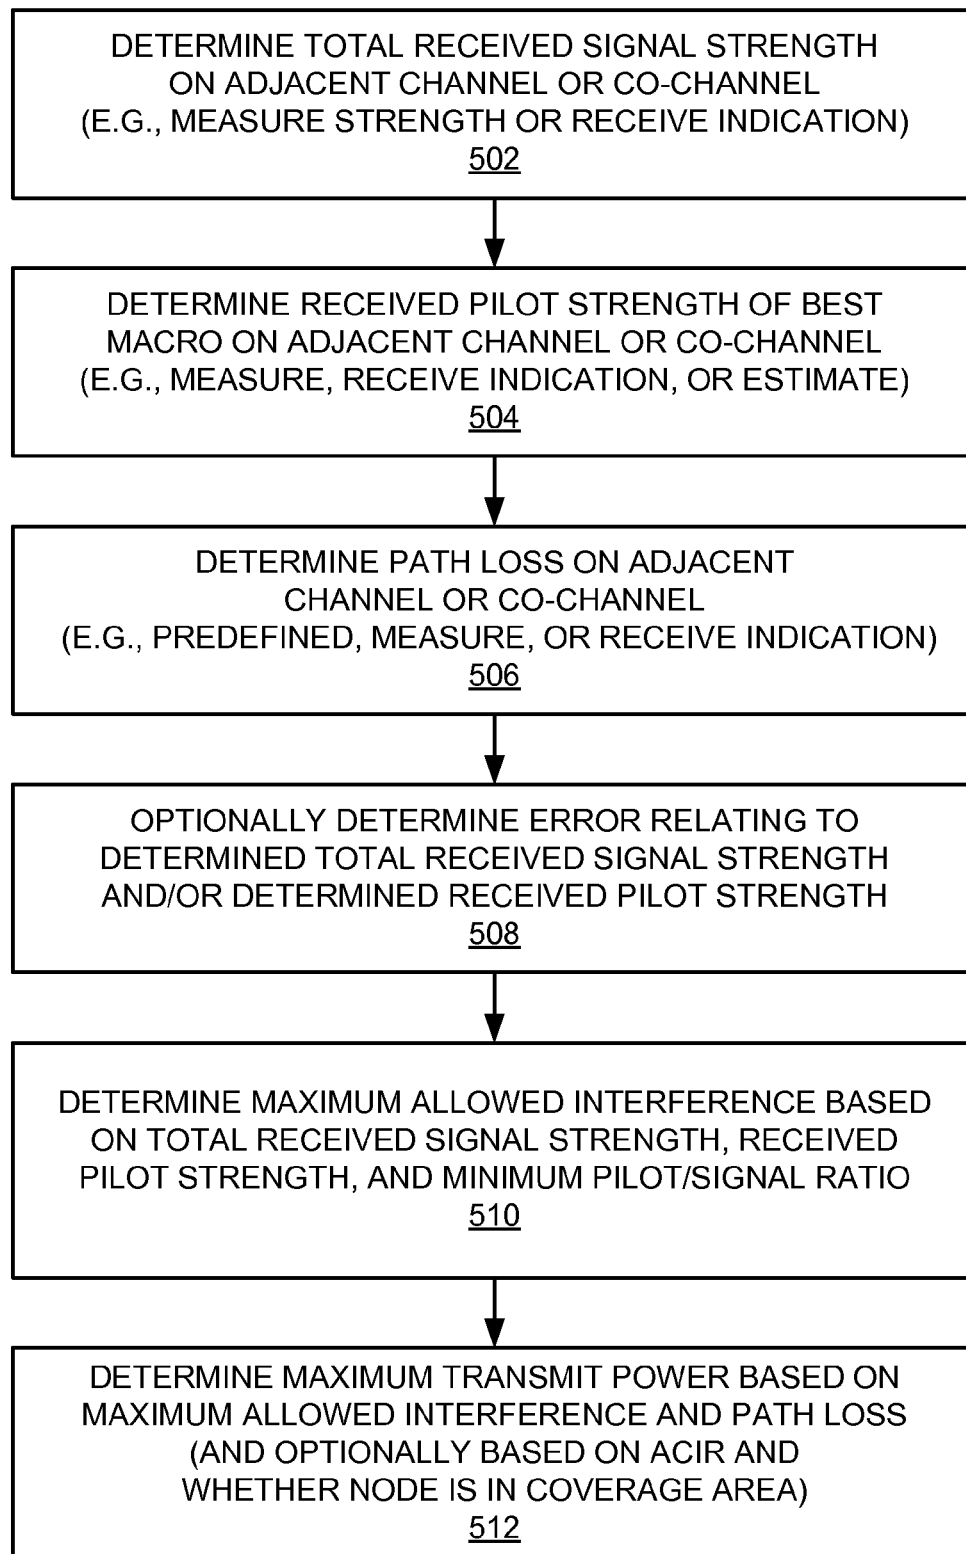 DETERMINE TOTAL RECEIVED SIGNAL STRENGTH
ON ADJACENT CHANNEL OR CO-CHANNEL
(E.G., MEASURE STRENGTH OR RECEIVE INDICATION)
502
DETERMINE RECEIVED PILOT STRENGTH OF BEST
MACRO ON ADJACENT CHANNEL OR CO-CHANNEL
(E.G., MEASURE, RECEIVE INDICATION, OR ESTIMATE)
504
DETERMINE PATH LOSS ON ADJACENT
CHANNEL OR CO-CHANNEL
(E.G., PREDEFINED, MEASURE, OR RECEIVE INDICATION)
506
OPTIONALLY DETERMINE ERROR RELATING TO
DETERMINED TOTAL RECEIVED SIGNAL STRENGTH
AND/OR DETERMINED RECEIVED PILOT STRENGTH
508
DETERMINE MAXIMUM ALLOWED INTERFERENCE BASED
ON TOTAL RECEIVED SIGNAL STRENGTH, RECEIVED
PILOT STRENGTH, AND MINIMUM PILOT/SIGNAL RATIO
510
DETERMINE MAXIMUM TRANSMIT POWER BASED ON
MAXIMUM ALLOWED INTERFERENCE AND PATH LOSS
(AND OPTIONALLY BASED ON ACIR AND
WHETHER NODE IS IN COVERAGE AREA)
512